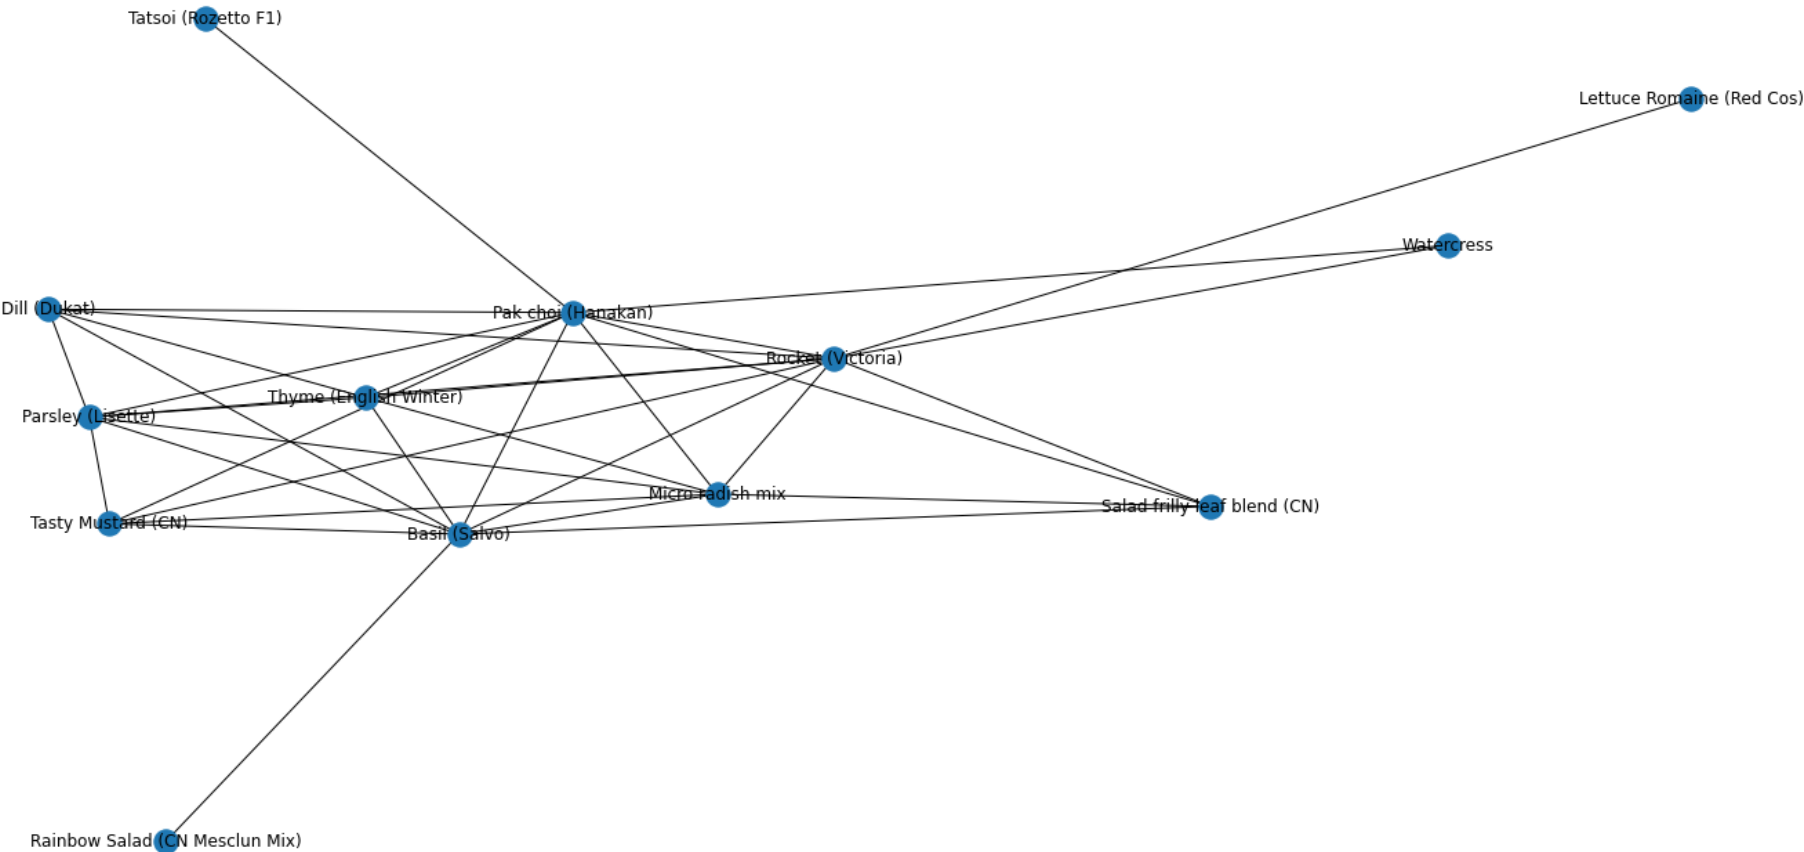 Tatsoi (Rozetto F1)
Lettuce Romaine (Red Cos)
Watercress
Dill (Dukat)
Pak choi (Hanakan)
Rocket (Victoria)
Thyme (English Winter)
Parsley (Lisette)
Micro radish mix
Salad frilly leaf blend (CN)
Tasty Mustard (CN)
Basil (Salvo)
Rainbow Salad (CN Mesclun Mix)